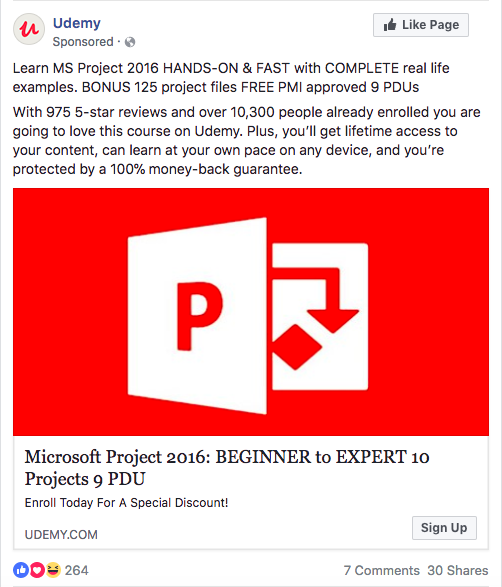 Udemy
Like Page
Sponsored ·
Learn MS Project 2016 HANDS-ON & FAST with COMPLETE real life
examples. BONUS 125 project files FREE PMI approved 9 PDUs
With 975 5-star reviews and over 10,300 people already enrolled you are
going to love this course on Udemy. Plus, you’ll get lifetime access to
your content, can learn at your own pace on any device, and you’re
protected by a 100% money-back guarantee.
P
Microsoft Project 2016: BEGINNER to EXPERT 10
Projects 9 PDU
Enroll Today For A Special Discount!
UDEMY.COM
Sign Up
264
7 Comments 30 Shares